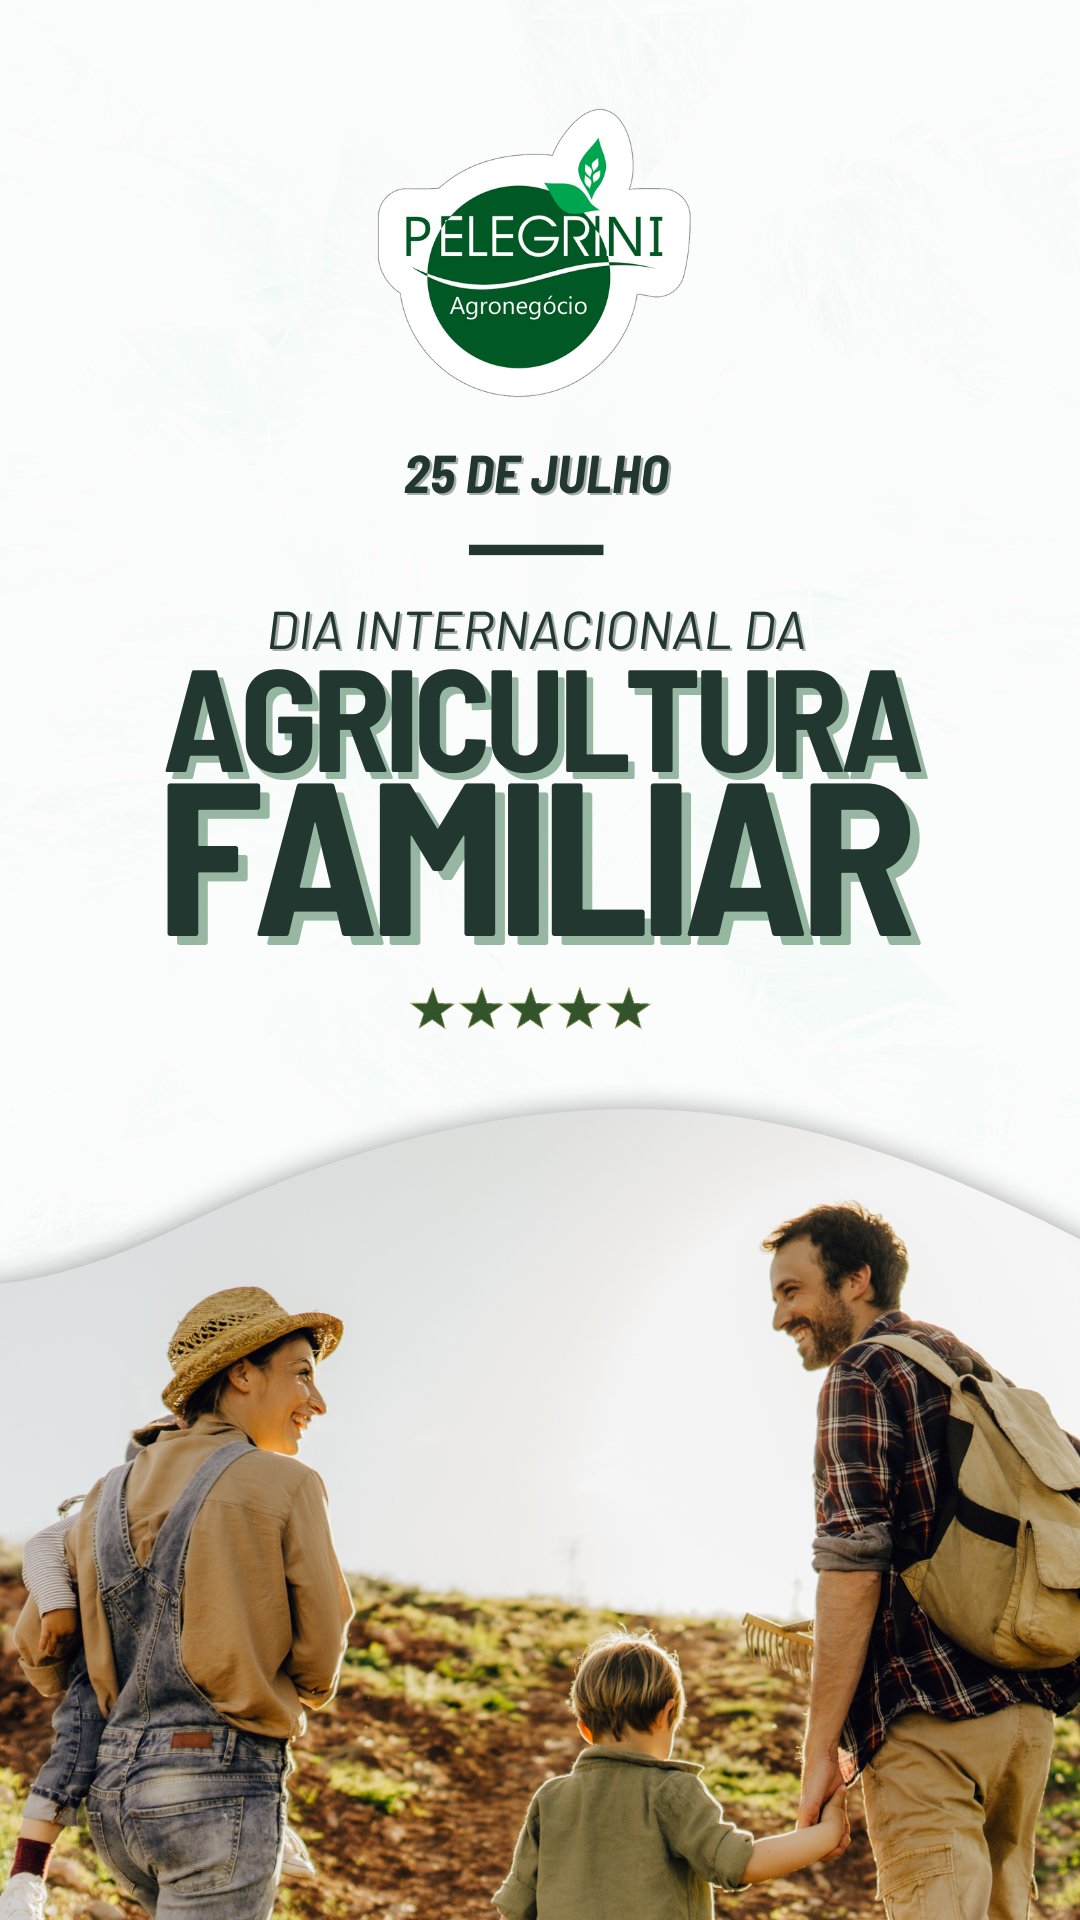 PELEGRINI
Agronegócio
25 DE JULHO
DIA INTERNACIONAL DA
AGRICULTURA
FAMILIAR